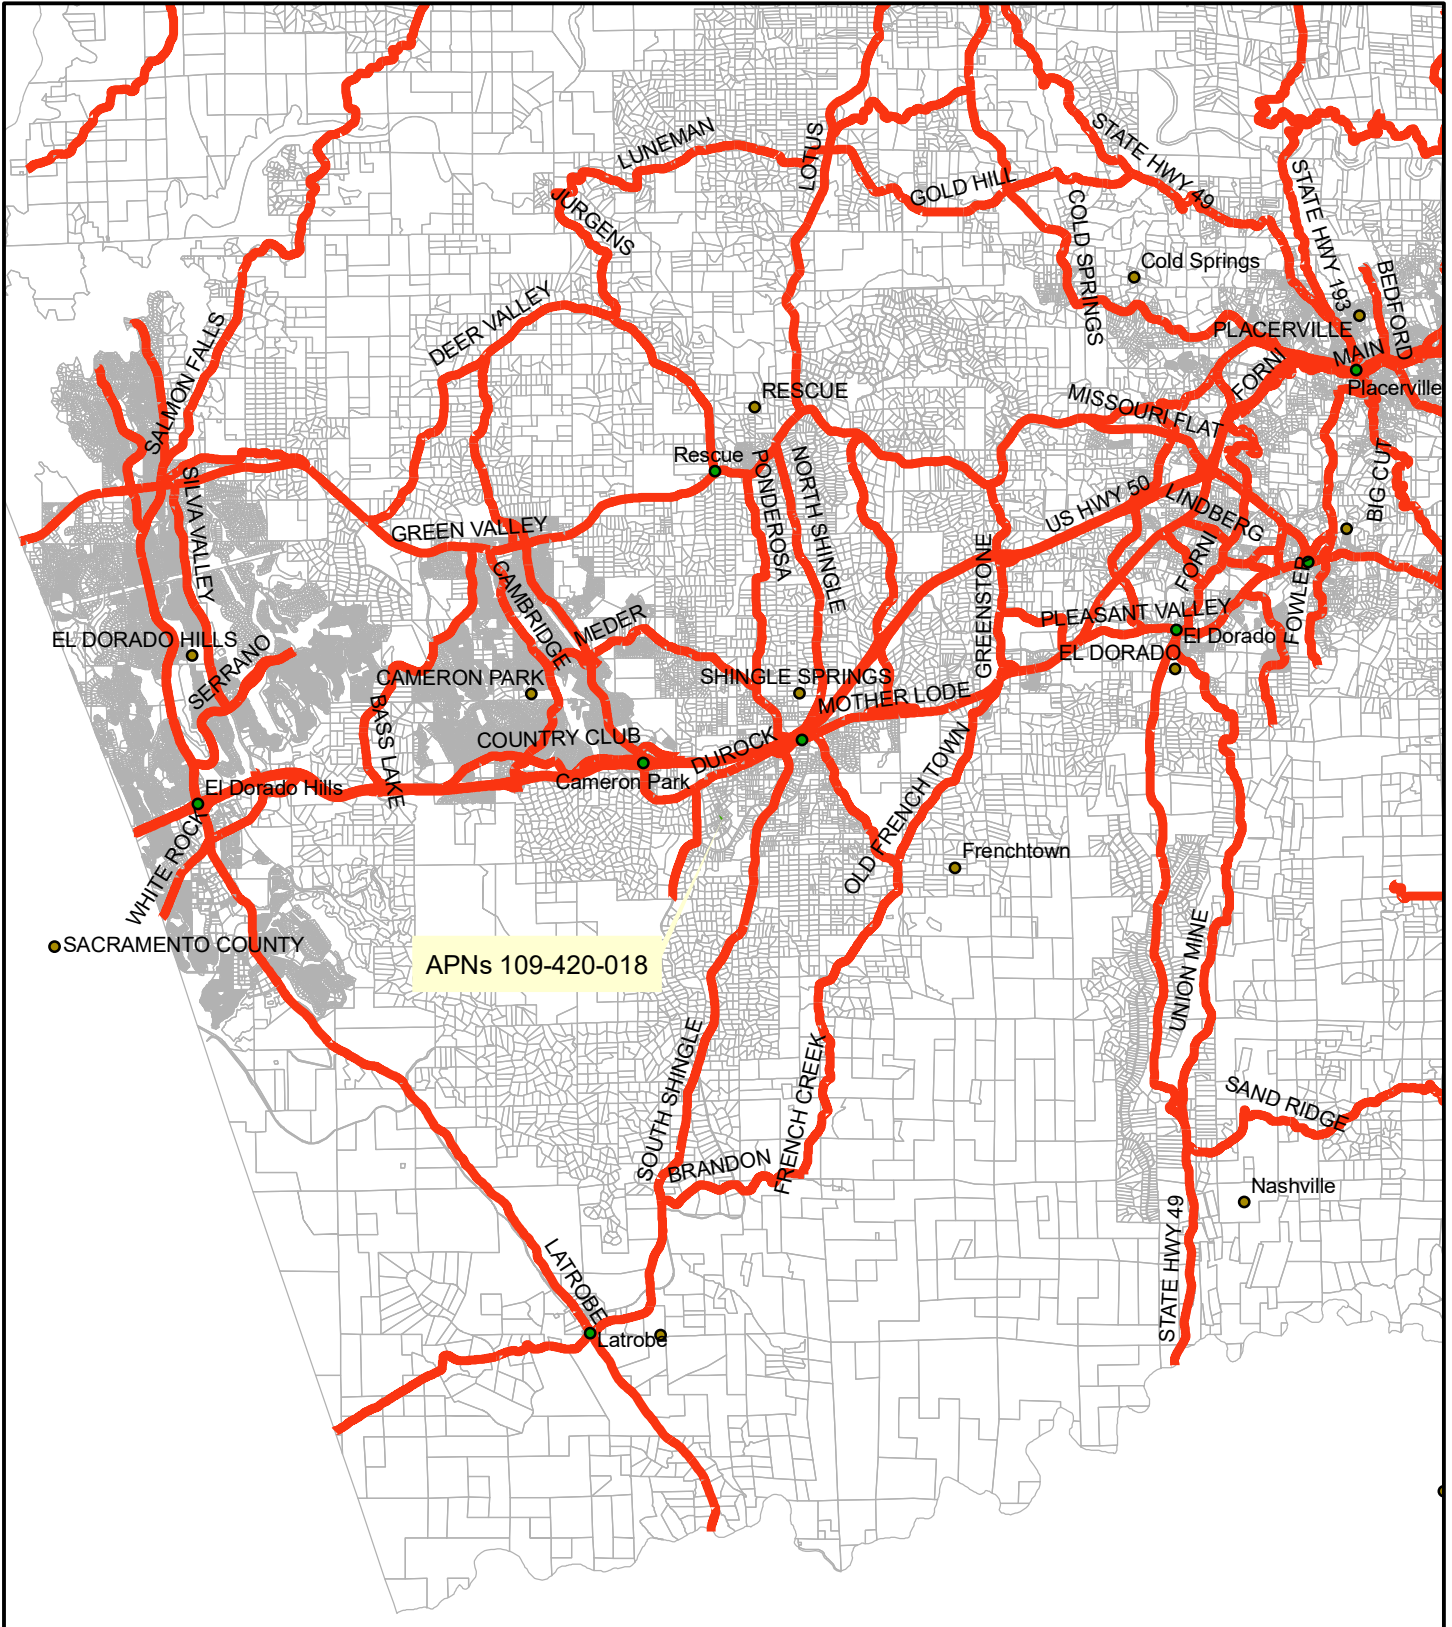 LUNEMAN
LOTUS
STATE HWY 49
GOLD HILL
JURGENS
COLD SPRINGS
STATE HWY 193
Cold Springs
BEDFORD
DEER VALLEY
SALMON FALLS
PLACERVILLE
MAIN
FORNI
Placerville
RESCUE
MISSOURI FLAT
Rescue
PONDEROSA
NORTH SHINGLE
BIG CUT
SILVA VALLEY
US HWY 50
LINDBERG
GREEN VALLEY
FORNI
GREENSTONE
CAMBRIDGE
MEDER
FOWLER
PLEASANT VALLEY
El Dorado
EL DORADO
EL DORADO HILLS
SERRANO
CAMERON PARK
SHINGLE SPRINGS
MOTHER LODE
BASS LAKE
COUNTRY CLUB
DUROCK
Cameron Park
El Dorado Hills
OLD FRENCH TOWN
WHITE ROCK
Frenchtown
SACRAMENTO COUNTY
APNs 109-420-018
UNION MINE
SOUTH SHINGLE
FRENCH CREEK
SAND RIDGE
BRANDON
Nashville
STATE HWY 49
LATROBE
Latrobe